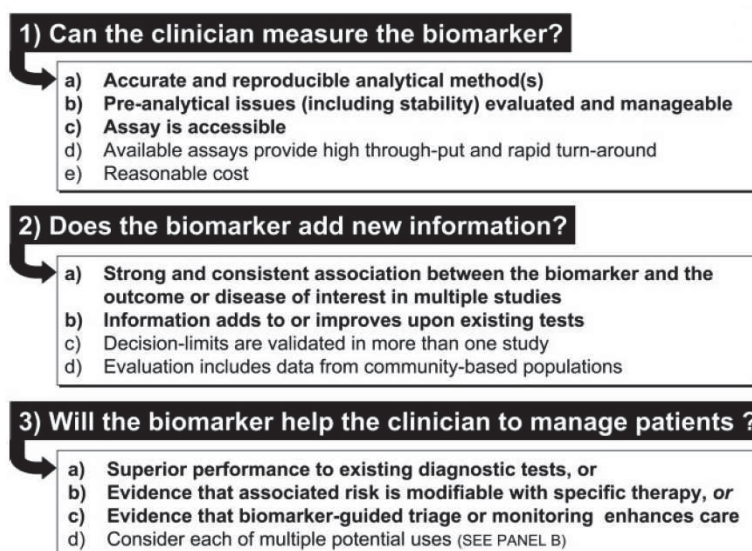 1) Can the clinician measure the biomarker?
a) Accurate and reproducible analytical method(s)
b) Pre-analytical issues (including stability) evaluated and manageable
c) Assay is accessible
d) Available assays provide high through-put and rapid turn-around
e) Reasonable cost
2) Does the biomarker add new information?
a) Strong and consistent association between the biomarker and the
outcome or disease of interest in multiple studies
b) Information adds to or improves upon existing tests
c) Decision-limits are validated in more than one study
d) Evaluation includes data from community-based populations
3) Will the biomarker help the clinician to manage patients ?
a) Superior performance to existing diagnostic tests, or
b) Evidence that associated risk is modifiable with specific therapy, or
c) Evidence that biomarker-guided triage or monitoring enhances care
d) Consider each of multiple potential uses (SEE PANEL B)